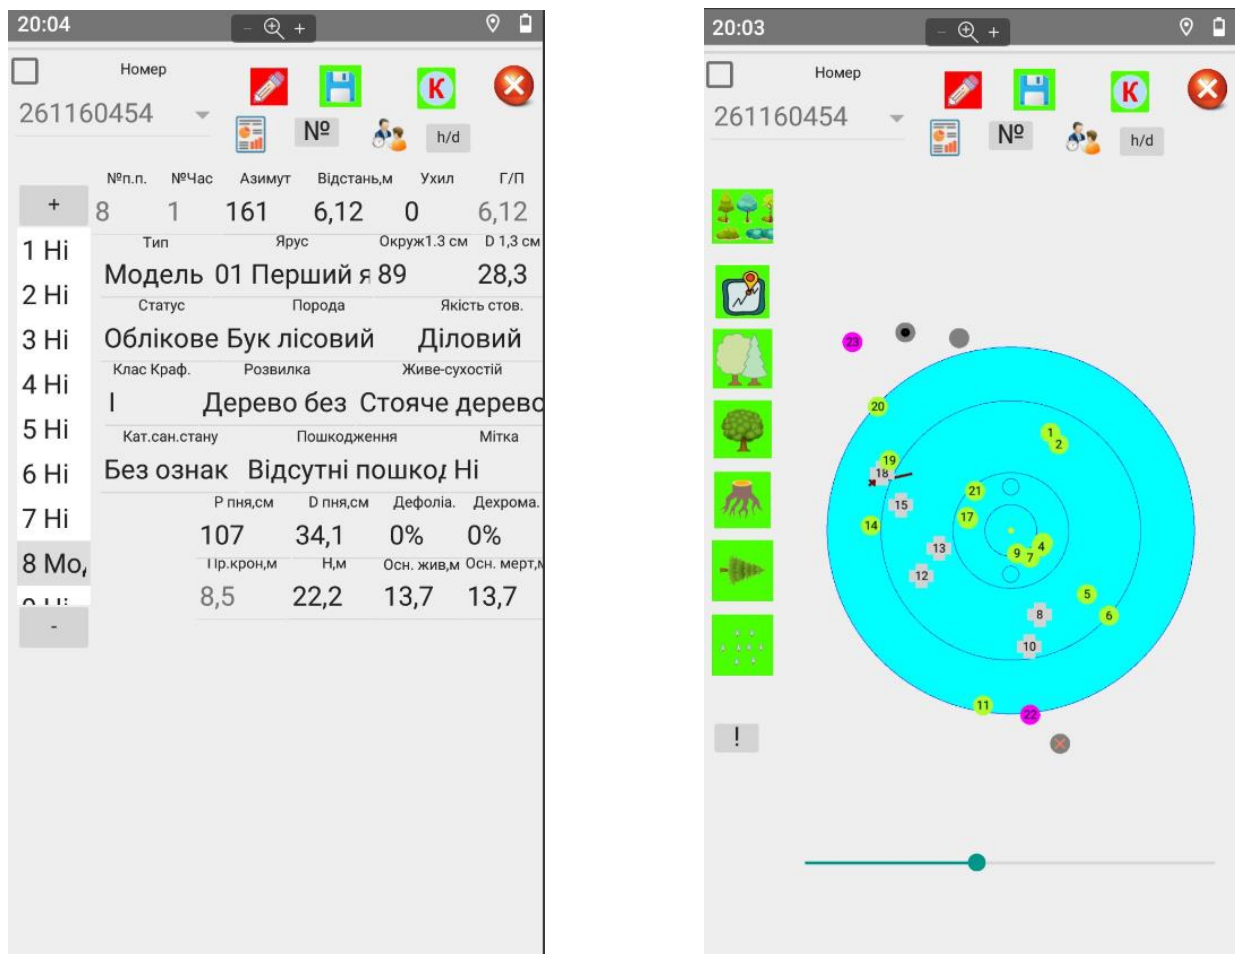 20:04
- +
Номер
261160454
К
Nº
h/d
№п.п. №Час Азимут Відстань,м Ухил Г/П
+
8 1 161 6,12 0 6,12
Тип Ярус Окруж1.3 см D 1,3 см
1 Ні
Модель 01 Перший я 89 28,3
2 Ні
Статус Порода Якість стов.
3 Ні
Обліково Бук лісовий Діловий
Клас Краф. Розвилка Живе-сухостій
4 Ні
I Дерево без Стояче дерево
5 Ні
Кат.сан.стану Пошкодження Мітка
6 Ні
Без ознак Відсутні пошко Ні
Р пня,см D пня,см Дефоліа. Дехрома.
7 Ні
107 34,1 0% 0%
8 Мо
Пр.крон,м Н,м Осн. жив,м Осн. мерт,м
8,5 22,2 13,7 13,7
-
20:03
- +
Номер
261160454
К
Nº
h/d
23
20
1
2
19
18
21
15
17
14
13
4
9
7
12
5
8
6
10
11
22
!